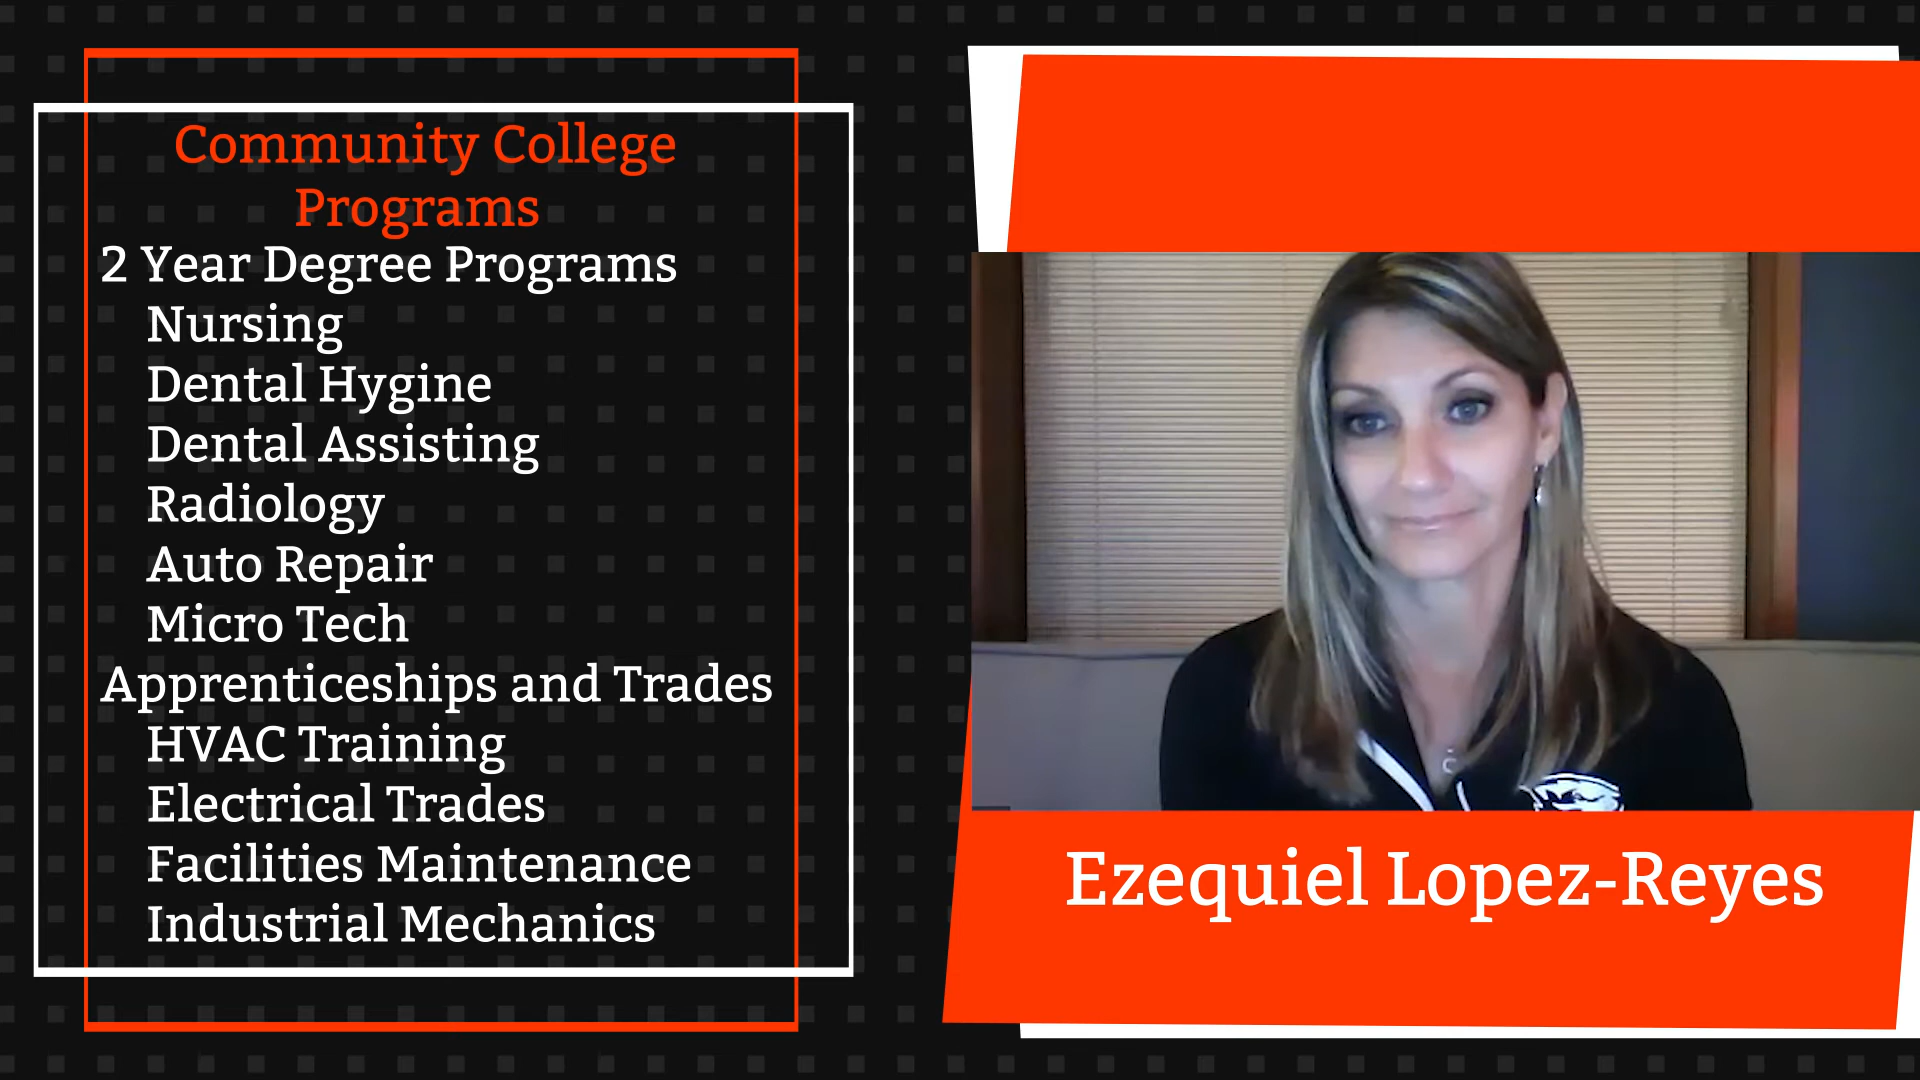 Community College
Programs
2 Year Degree Programs
Nursing
Dental Hygine
Dental Assisting
Radiology
Auto Repair
Micro Tech
Apprenticeships and Trades
HVAC Training
Electrical Trades
Facilities Maintenance
Industrial Mechanics
Ezequiel Lopez-Reyes